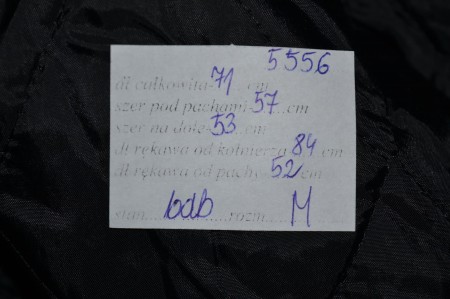 5556
dł całkowita 71 cm
szer pod pachami 57 cm
szer na dole 53 cm
dł rękawa od kołnierza 84 cm
dł rękawa od pachy 52 cm
stan bdb rozm M